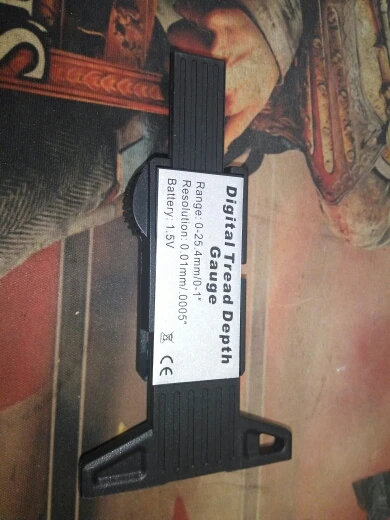 Digital Tread Depth
Gauge
Range: 0-25.4mm/0-1"
Resolution: 0.01mm/.0005"
Battery: 1.5V
CE